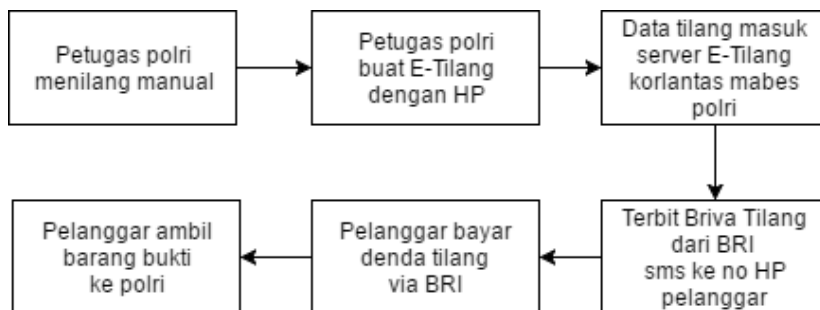 Petugas polri
menilang manual
Petugas polri
buat E-Tilang
dengan HP
Data tilang masuk
server E-Tilang
korlantas mabes
polri
Terbit Briva Tilang
dari BRI
sms ke no HP
pelanggar
Pelanggar bayar
denda tilang
via BRI
Pelanggar ambil
barang bukti
ke polri